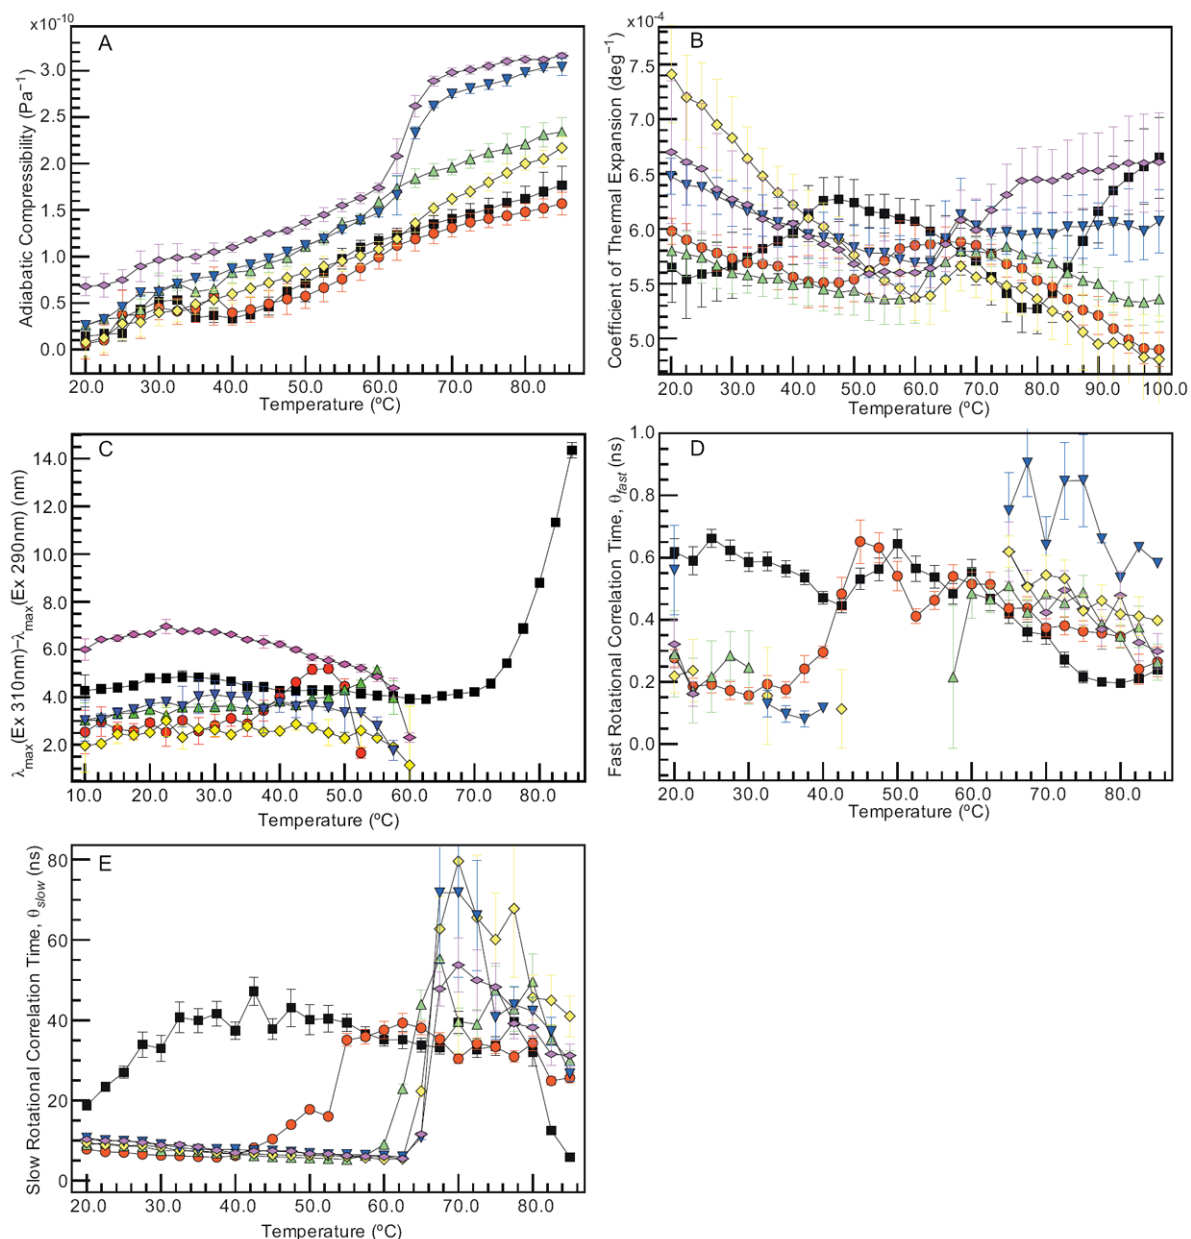 x10-10
A
3.0
2.5
2.0
1.5
1.0
0.5
0.0
Adiabatic Compressibility (Pa−1)
20.0 30.0 40.0 50.0 60.0 70.0 80.0
Temperature (ºC)
x10-4
B
7.0
6.5
6.0
5.5
5.0
Coefficient of Thermal Expansion (deg−1)
20.0 30.0 40.0 50.0 60.0 70.0 80.0 90.0 100.0
Temperature (ºC)
C
14.0
12.0
10.0
8.0
6.0
4.0
2.0
λmax(Ex 310nm)−λmax(Ex 290nm) (nm)
10.0 20.0 30.0 40.0 50.0 60.0 70.0 80.0
Temperature (ºC)
D
1.0
0.8
0.6
0.4
0.2
0.0
Fast Rotational Correlation Time, θfast (ns)
20.0 30.0 40.0 50.0 60.0 70.0 80.0
Temperature (ºC)
E
80
60
40
20
0
Slow Rotational Correlation Time, θslow (ns)
20.0 30.0 40.0 50.0 60.0 70.0 80.0
Temperature (ºC)